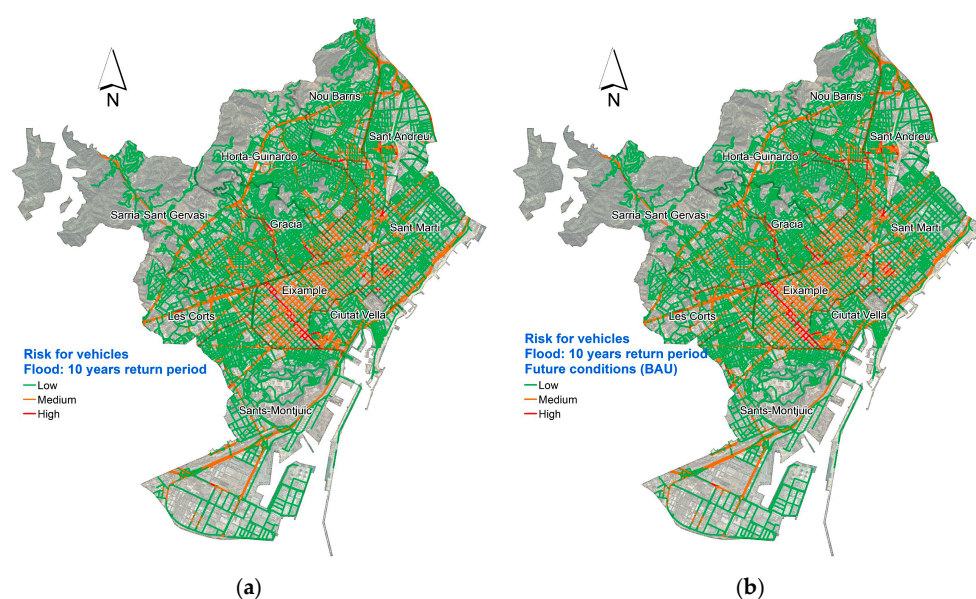 N
Nou Barris
Sant Andreu
Horta-Guinardo
Sarria-Sant Gervasi
Gracia
Sant Marti
Eixample
Les Corts
Ciutat Vella
Risk for vehicles
Flood: 10 years return period
Low
Medium
High
Sants-Montjuic
(a)
N
Nou Barris
Sant Andreu
Horta-Guinardo
Sarria-Sant Gervasi
Gracia
Sant Marti
Eixample
Les Corts
Ciutat Vella
Risk for vehicles
Flood: 10 years return period
Future conditions (BAU)
Low
Medium
High
Sants-Montjuic
(b)